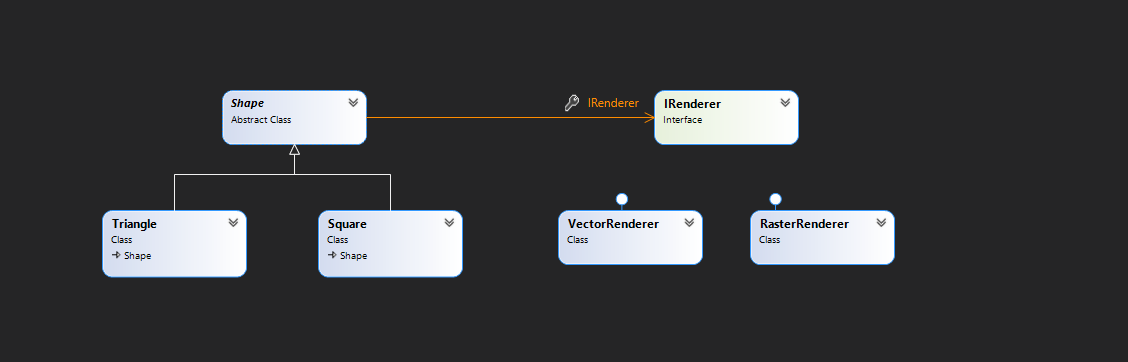 Shape
Abstract Class
IRenderer
IRenderer
Interface
Triangle
Class
Shape
Square
Class
Shape
VectorRenderer
Class
RasterRenderer
Class